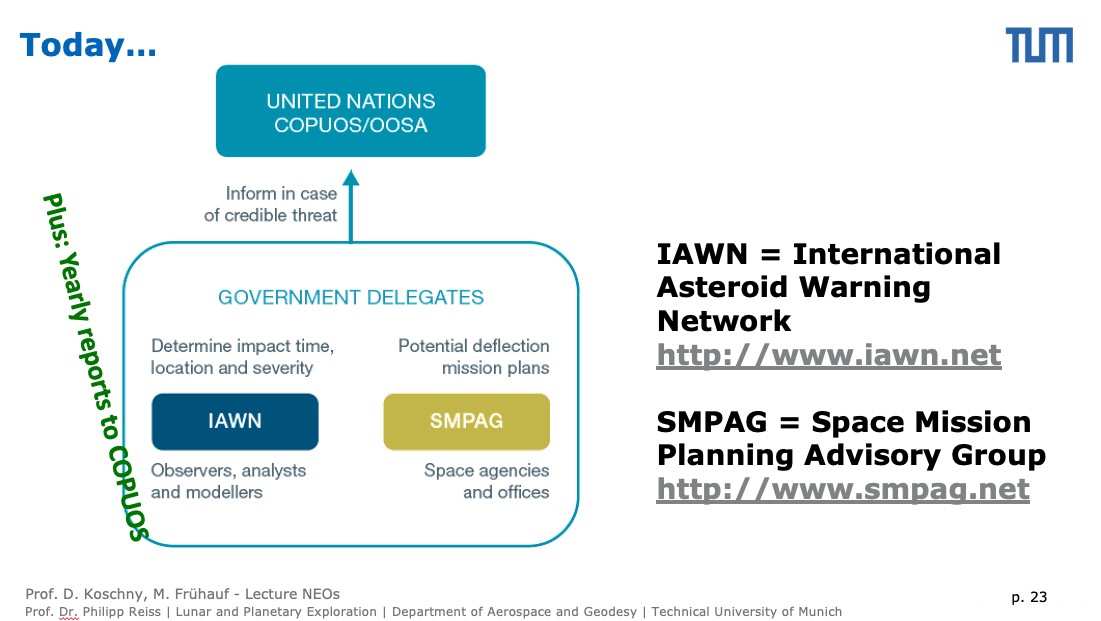 Today...
TUM
UNITED NATIONS
COPUOS/OOSA
Inform in case
of credible threat
Plus: Yearly reports to COPUOS
GOVERNMENT DELEGATES
Determine impact time,
location and severity
IAWN
Observers, analysts
and modellers
Potential deflection
mission plans
SMPAG
Space agencies
and offices
IAWN = International
Asteroid Warning
Network
http://www.iawn.net
SMPAG = Space Mission
Planning Advisory Group
http://www.smpag.net
Prof. D. Koschny, M. Frühauf - Lecture NEOs
Prof. Dr. Philipp Reiss | Lunar and Planetary Exploration | Department of Aerospace and Geodesy | Technical University of Munich
p. 23